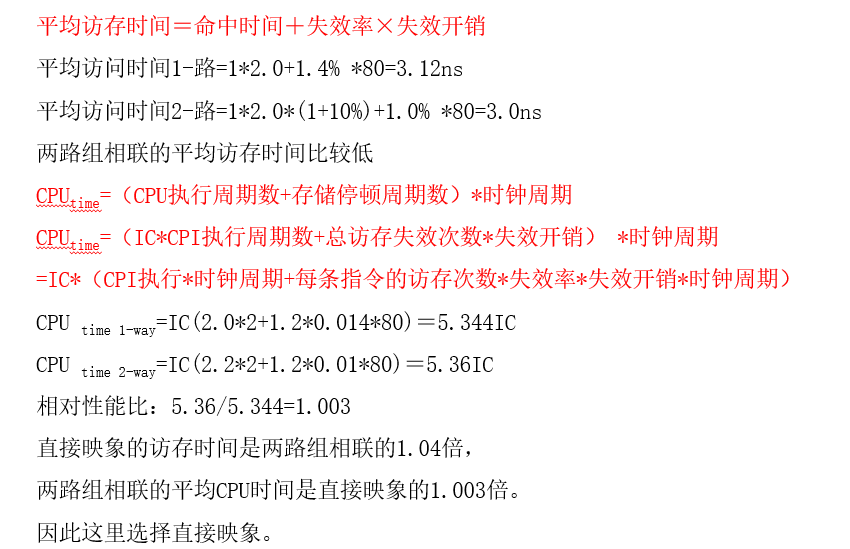 平均访存时间＝命中时间＋失效率×失效开销
平均访问时间1-路=1*2.0+1.4% *80=3.12ns
平均访问时间2-路=1*2.0*(1+10%)+1.0% *80=3.0ns
两路组相联的平均访存时间比较低
CPUtime=（CPU执行周期数+存储停顿周期数）*时钟周期
CPUtime=（IC*CPI执行周期数+总访存失效次数*失效开销） *时钟周期
=IC*（CPI执行*时钟周期+每条指令的访存次数*失效率*失效开销*时钟周期）
CPU time 1-way=IC(2.0*2+1.2*0.014*80)＝5.344IC
CPU time 2-way=IC(2.2*2+1.2*0.01*80)＝5.36IC
相对性能比：5.36/5.344=1.003
直接映象的访存时间是两路组相联的1.04倍，
两路组相联的平均CPU时间是直接映象的1.003倍。
因此这里选择直接映象。